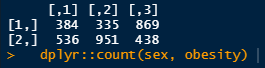 [,1] [,2] [,3]
[1,] 384 335 869
[2,] 536 951 438
> dplyr::count(sex, obesity)